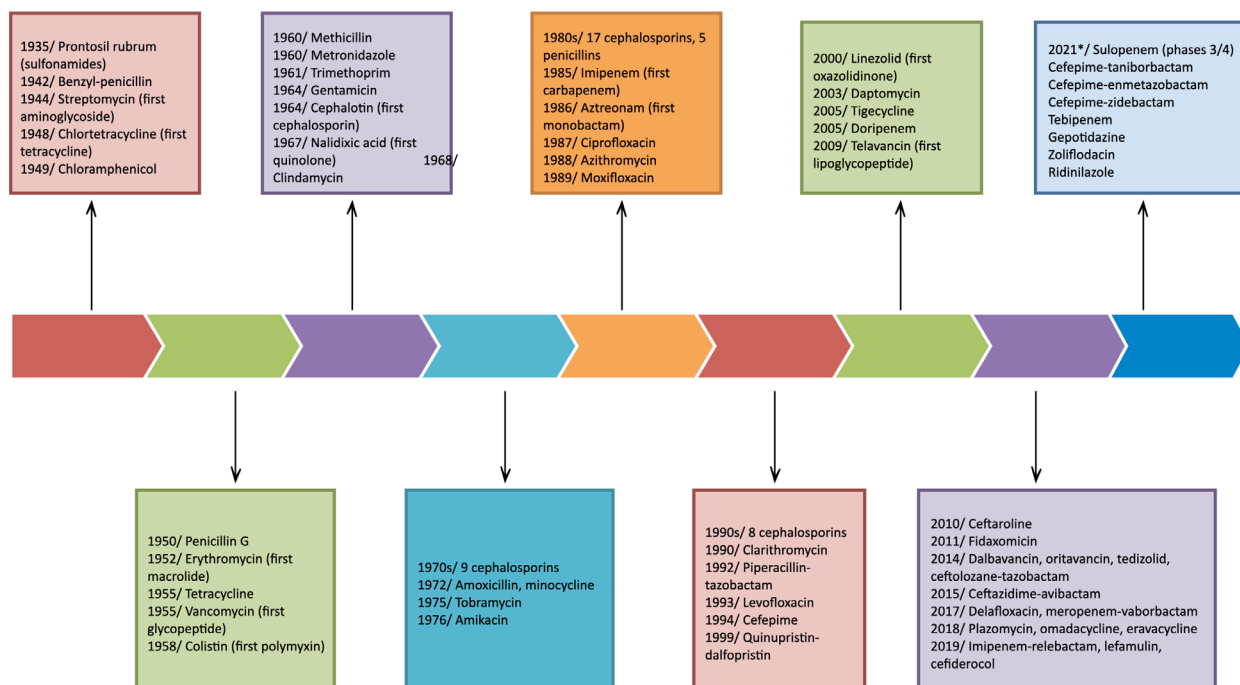 1935/ Prontosil rubrum
(sulfonamides)
1942/ Benzyl-penicillin
1944/ Streptomycin (first
aminoglycoside)
1948/ Chlortetracycline (first
tetracycline)
1949/ Chloramphenicol
1960/ Methicillin
1960/ Metronidazole
1961/ Trimethoprim
1964/ Gentamicin
1964/ Cephalotin (first
cephalosporin)
1967/ Nalidixic acid (first
quinolone) 1968/
Clindamycin
1980s/ 17 cephalosporins, 5
penicillins
1985/ Imipenem (first
carbapenem)
1986/ Aztreonam (first
monobactam)
1987/ Ciprofloxacin
1988/ Azithromycin
1989/ Moxifloxacin
2000/ Linezolid (first
oxazolidinone)
2003/ Daptomycin
2005/ Tigecycline
2005/ Doripenem
2009/ Telavancin (first
lipoglycopeptide)
2021*/ Sulopenem (phases 3/4)
Cefepime-taniborbactam
Cefepime-enmetazobactam
Cefepime-zidebactam
Tebipenem
Gepotidazine
Zoliflodacin
Ridinilazole
1950/ Penicillin G
1952/ Erythromycin (first
macrolide)
1955/ Tetracycline
1955/ Vancomycin (first
glycopeptide)
1958/ Colistin (first polymyxin)
1970s/ 9 cephalosporins
1972/ Amoxicillin, minocycline
1975/ Tobramycin
1976/ Amikacin
1990s/ 8 cephalosporins
1990/ Clarithromycin
1992/ Piperacillin-
tazobactam
1993/ Levofloxacin
1994/ Cefepime
1999/ Quinupristin-
dalfopristin
2010/ Ceftaroline
2011/ Fidaxomicin
2014/ Dalbavancin, oritavancin, tedizolid,
ceftolozane-tazobactam
2015/ Ceftazidime-avibactam
2017/ Delafloxacin, meropenem-vaborbactam
2018/ Plazomycin, omadacycline, eravacycline
2019/ Imipenem-relebactam, lefamulin,
cefiderocol